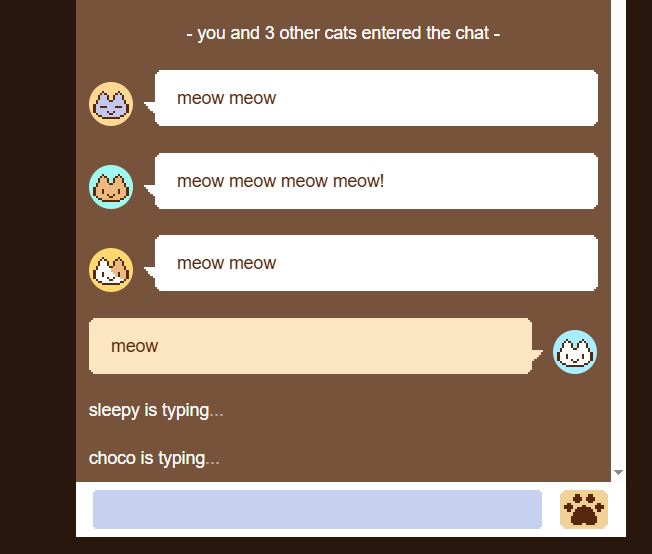 - you and 3 other cats entered the chat -
meow meow
meow meow meow meow!
meow meow
meow
sleepy is typing...
choco is typing...